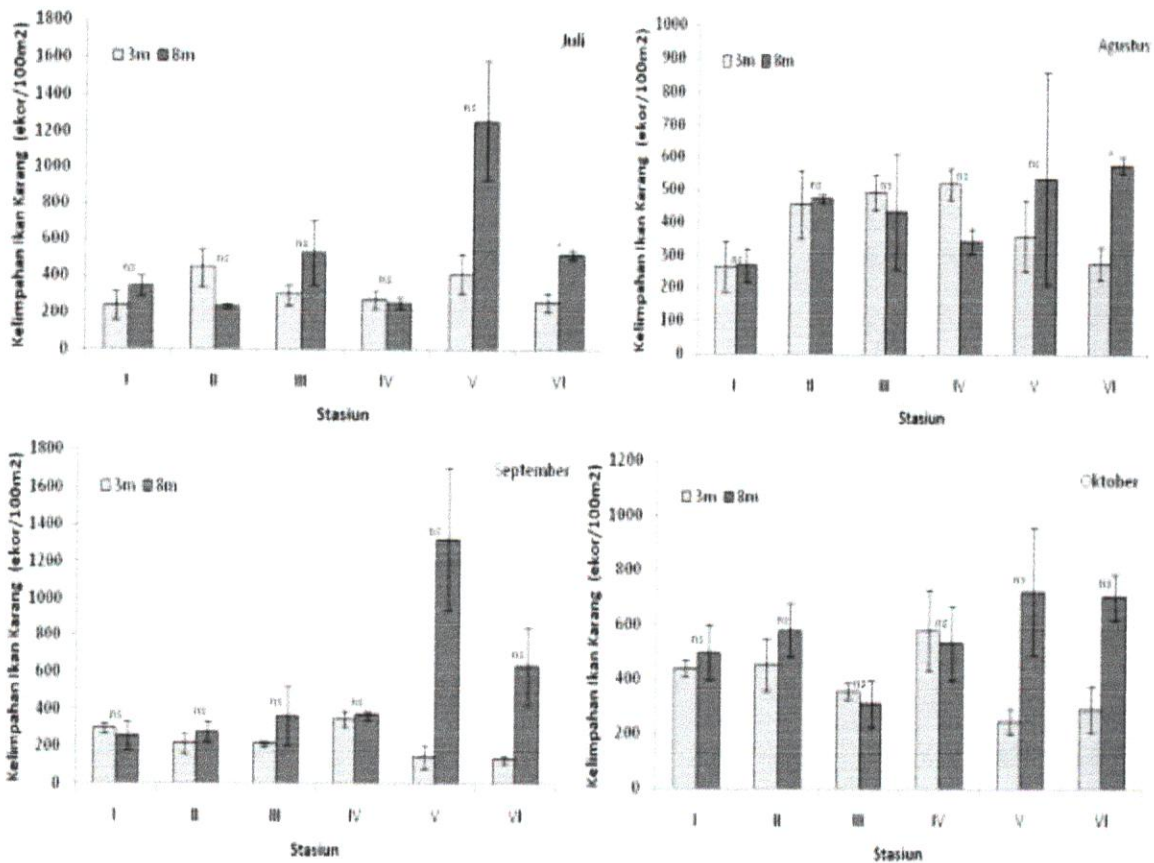 Kelimpahan Ikan Karang (ekor/100m2)
1800
1600
1400
1200
1000
800
600
400
200
0
3m 8m
Juli
ns
ns
ns
ns
ns
*
I II III IV V VI
Stasiun
Kelimpahan Ikan Karang (ekor/100m2)
1000
900
800
700
600
500
400
300
200
100
0
3m 8m
Agustus
ns
ns
ns
ns
ns
*
I II III IV V VI
Stasiun
Kelimpahan Ikan Karang (ekor/100m2)
1800
1600
1400
1200
1000
800
600
400
200
0
3m 8m
September
ns
ns
ns
ns
ns
ns
I II III IV V VI
Stasiun
Kelimpahan Ikan Karang (ekor/100m2)
1200
1000
800
600
400
200
0
3m 8m
Oktober
ns
ns
ns
ns
ns
ns
I II III IV V VI
Stasiun